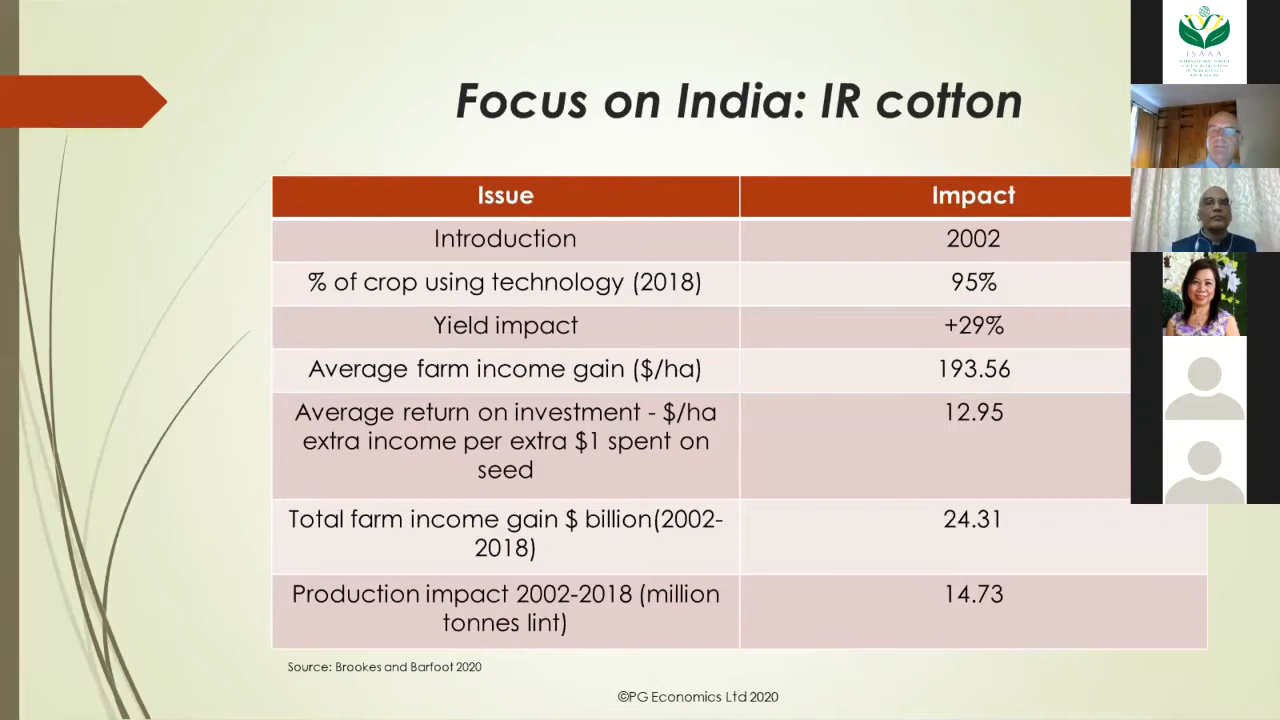 Focus on India: IR cotton
Issue
Impact
Introduction
2002
% of crop using technology (2018)
95%
Yield impact
+29%
Average farm income gain ($/ha)
193.56
Average return on investment - $/ha
extra income per extra $1 spent on
seed
12.95
Total farm income gain $ billion(2002-
2018)
24.31
Production impact 2002-2018 (million
tonnes lint)
14.73
Source: Brookes and Barfoot 2020
©PG Economics Ltd 2020
ISAAA